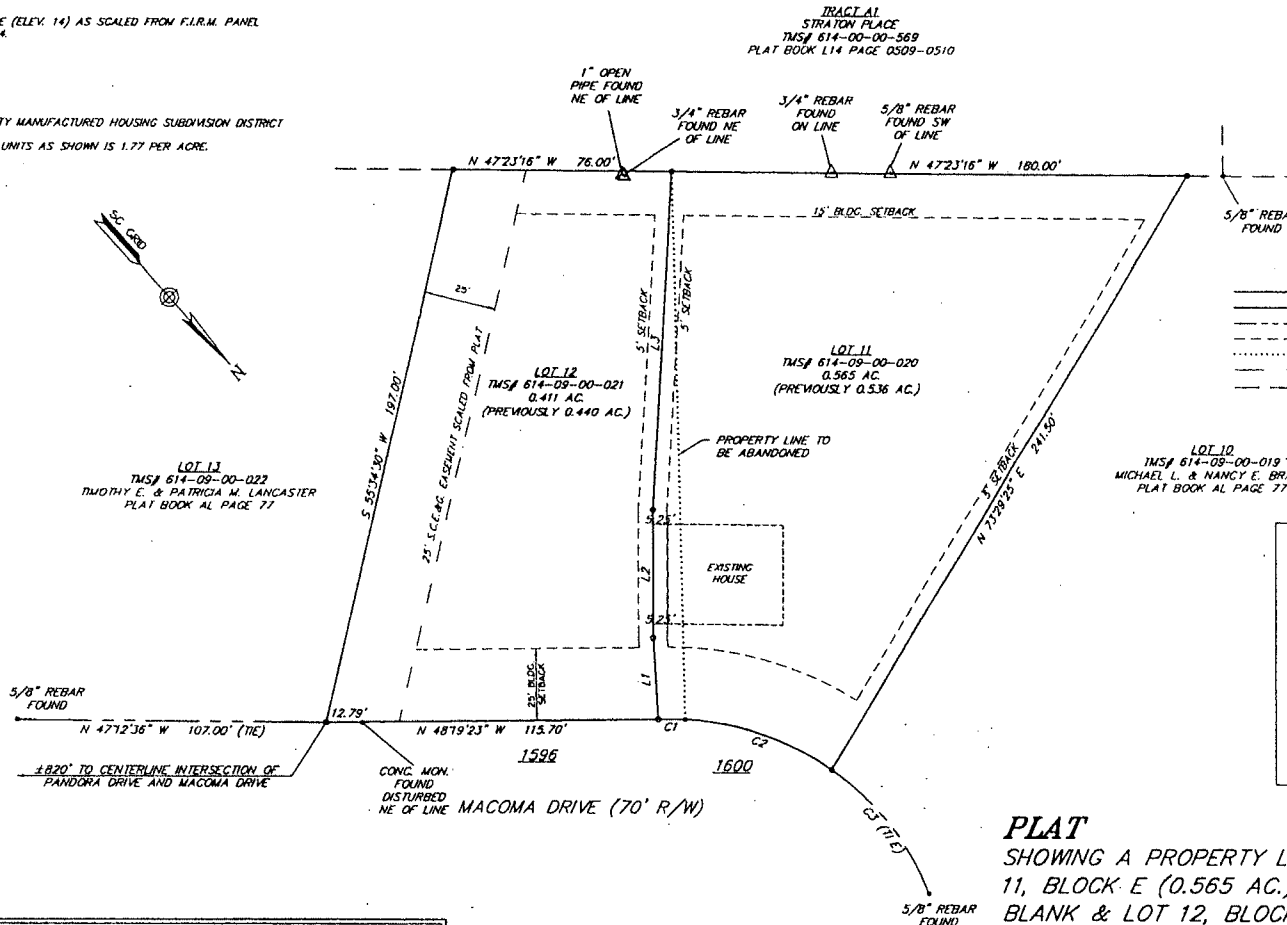 E (ELEV. 14) AS SCALED FROM F.I.R.M. PANEL
4.
TY MANUFACTURED HOUSING SUBDIVISION DISTRICT
UNITS AS SHOWN IS 1.77 PER ACRE.
TRACT A1
STRATON PLACE
TMS# 614-00-00-569
PLAT BOOK L14 PAGE 0509-0510
1" OPEN
PIPE FOUND
NE OF LINE
3/4" REBAR
FOUND NE
OF LINE
3/4" REBAR
FOUND
ON LINE
5/8" REBAR
FOUND SW
OF LINE
N 47°23'16" W 76.00'
N 47°23'16" W 180.00'
5/8" REBA
FOUND
SC GRID
N
15' BLDG. SETBACK
25'
S 55°34'30" W 197.00'
25' S.C.E.&G. EASEMENT SCALED FROM PLAT
5' SETBACK
L3
5' SETBACK
LOT 12
TMS# 614-09-00-021
0.411 AC.
(PREVIOUSLY 0.440 AC.)
LOT 11
TMS# 614-09-00-020
0.565 AC.
(PREVIOUSLY 0.536 AC.)
PROPERTY LINE TO
BE ABANDONED
LOT 13
TMS# 614-09-00-022
TIMOTHY E. & PATRICIA M. LANCASTER
PLAT BOOK AL PAGE 77
5' SETBACK
N 73°29'25" E 241.50'
LOT 10
TMS# 614-09-00-019
MICHAEL L. & NANCY E. BR
PLAT BOOK AL PAGE 77
5.25'
L2
EXISTING
HOUSE
5.25'
L1
25' BLDG.
SETBACK
5/8" REBAR
FOUND
N 47°12'36" W 107.00' (TIE)
12.79'
N 48°19'23" W 115.70'
C1
C2
1596
1600
±820' TO CENTERLINE INTERSECTION OF
PANDORA DRIVE AND MACOMA DRIVE
CONC. MON.
FOUND
DISTURBED
NE OF LINE
MACOMA DRIVE (70' R/W)
C3 (TIE)
5/8" REBAR
FOUND
PLAT
SHOWING A PROPERTY L
11, BLOCK E (0.565 AC.)
BLANK & LOT 12, BLOC